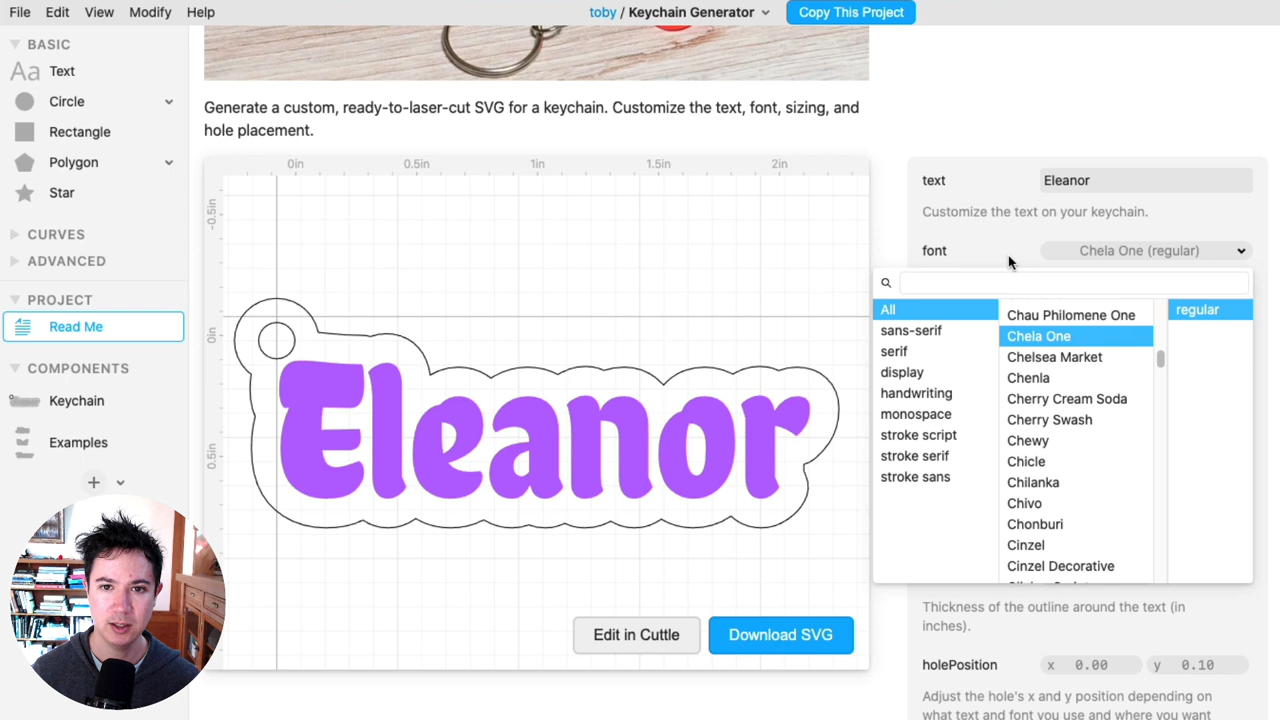 File Edit View Modify Help
toby / Keychain Generator
Copy This Project
BASIC
Aa Text
Circle
Rectangle
Polygon
Star
CURVES
ADVANCED
PROJECT
Read Me
COMPONENTS
Keychain
Examples
Generate a custom, ready-to-laser-cut SVG for a keychain. Customize the text, font, sizing, and
hole placement.
0in 0.5in 1in 1.5in 2in
-0.5in
0in
0.5in
Eleanor
Edit in Cuttle
Download SVG
text Eleanor
Customize the text on your keychain.
font Chela One (regular)
All
sans-serif
serif
display
handwriting
monospace
stroke script
stroke serif
stroke sans
Chau Philomene One
Chela One
Chelsea Market
Chenla
Cherry Cream Soda
Cherry Swash
Chewy
Chicle
Chilanka
Chivo
Chonburi
Cinzel
Cinzel Decorative
regular
Thickness of the outline around the text (in
inches).
holePosition x 0.00 y 0.10
Adjust the hole's x and y position depending on
what text and font you use and where you want